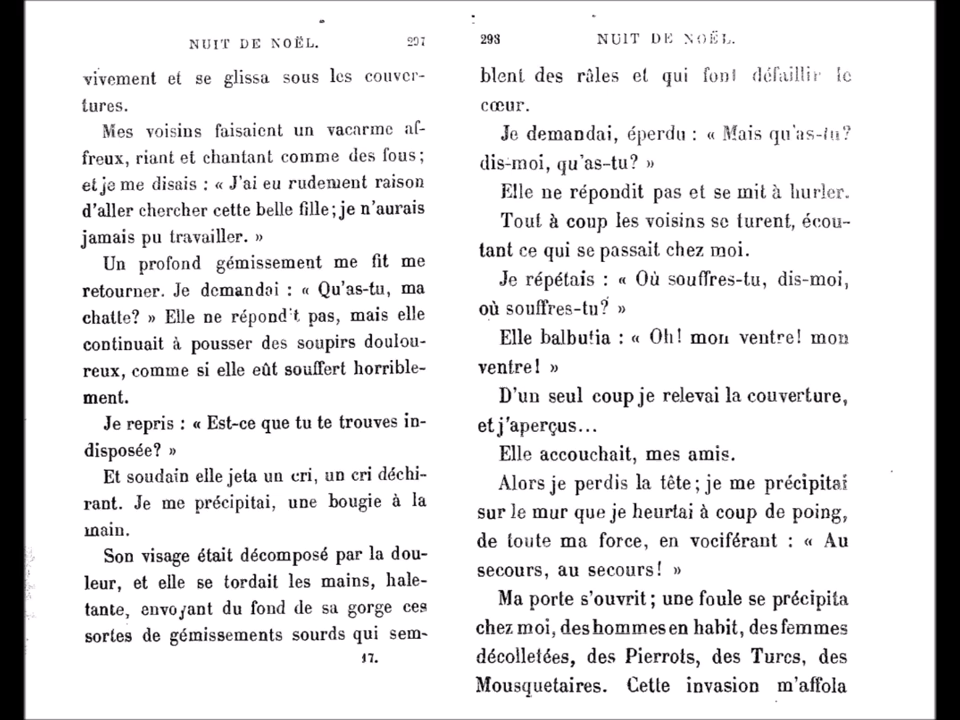 NUIT DE NOËL. 297
vivement et se glissa sous les couver-
tures.
Mes voisins faisaient un vacarme af-
freux, riant et chantant comme des fous;
et je me disais : « J'ai eu rudement raison
d'aller chercher cette belle fille; je n'aurais
jamais pu travailler. »
Un profond gémissement me fit me
retourner. Je demandai : « Qu'as-tu, ma
chatte? » Elle ne répondit pas, mais elle
continuait à pousser des soupirs doulou-
reux, comme si elle eût souffert horrible-
ment.
Je repris : « Est-ce que tu te trouves in-
disposée? »
Et soudain elle jeta un cri, un cri déchi-
rant. Je me précipitai, une bougie à la
main.
Son visage était décomposé par la dou-
leur, et elle se tordait les mains, hale-
tante, envoyant du fond de sa gorge ces
sortes de gémissements sourds qui sem-
17.
298 NUIT DE NOËL.
blent des râles et qui font défaillir le
cœur.
Je demandai, éperdu : « Mais qu'as-tu?
dis-moi, qu'as-tu? »
Elle ne répondit pas et se mit à hurler.
Tout à coup les voisins se turent, écou-
tant ce qui se passait chez moi.
Je répétais : « Où souffres-tu, dis-moi,
où souffres-tu? »
Elle balbutia : « Oh! mon ventre! mon
ventre! »
D'un seul coup je relevai la couverture,
et j'aperçus...
Elle accouchait, mes amis.
Alors je perdis la tête; je me précipitai
sur le mur que je heurtai à coup de poing,
de toute ma force, en vociférant : « Au
secours, au secours! »
Ma porte s'ouvrit; une foule se précipita
chez moi, des hommes en habit, des femmes
décolletées, des Pierrots, des Turcs, des
Mousquetaires. Cette invasion m'affola